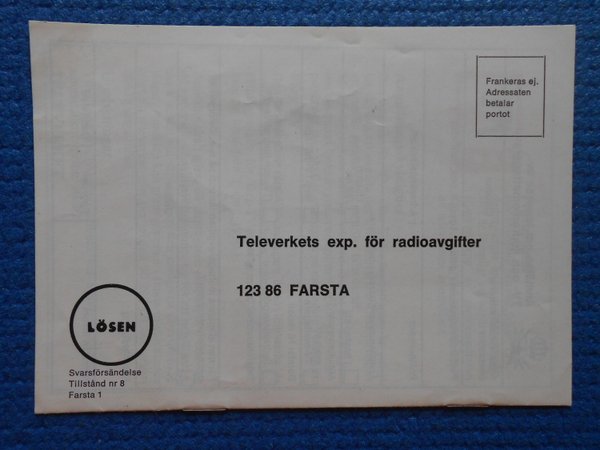 Frankeras ej.
Adressaten
betalar
portot
Televerkets exp. för radioavgifter
123 86 FARSTA
LÖSEN
Svarsförsändelse
Tillstånd nr 8
Farsta 1